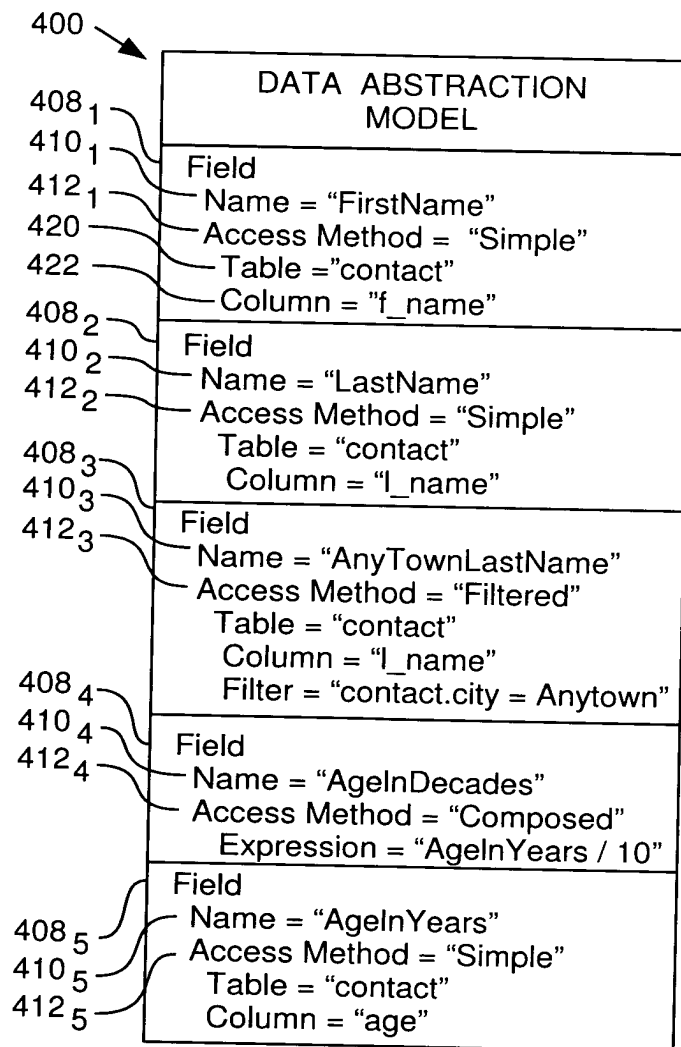 400
DATA ABSTRACTION
MODEL
408 1
Field
410 1
Name = “FirstName”
412 1
Access Method = “Simple”
420
Table =”contact”
422
Column = “f_name”
408 2
Field
410 2
Name = “LastName”
412 2
Access Method = “Simple”
Table = “contact”
408 3
Column = “l_name”
410 3
Field
412 3
Name = “AnyTownLastName”
Access Method = “Filtered”
Table = “contact”
Column = “l_name”
408 4
Filter = “contact.city = Anytown”
410 4
Field
412 4
Name = “AgeInDecades”
Access Method = “Composed”
Expression = “AgeInYears / 10”
Field
408 5
Name = “AgeInYears”
410 5
Access Method = “Simple”
412 5
Table = “contact”
Column = “age”